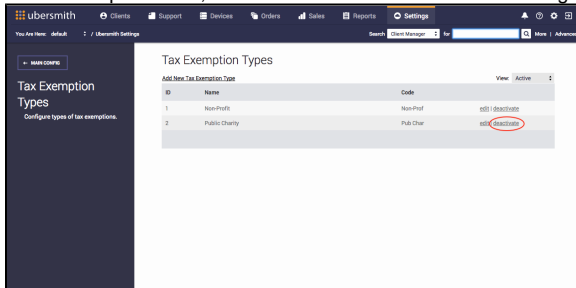 ubersmith Clients Support Devices Orders Sales Reports Settings
You Are Here: default / Ubersmith Settings Search Client Manager for More | Advanced
← MAIN CONFIG
Tax Exemption Types
Configure types of tax exemptions.
Tax Exemption Types
Add New Tax Exemption Type View: Active
ID Name Code
1 Non-Profit Non-Prof edit | deactivate
2 Public Charity Pub Char edit | deactivate